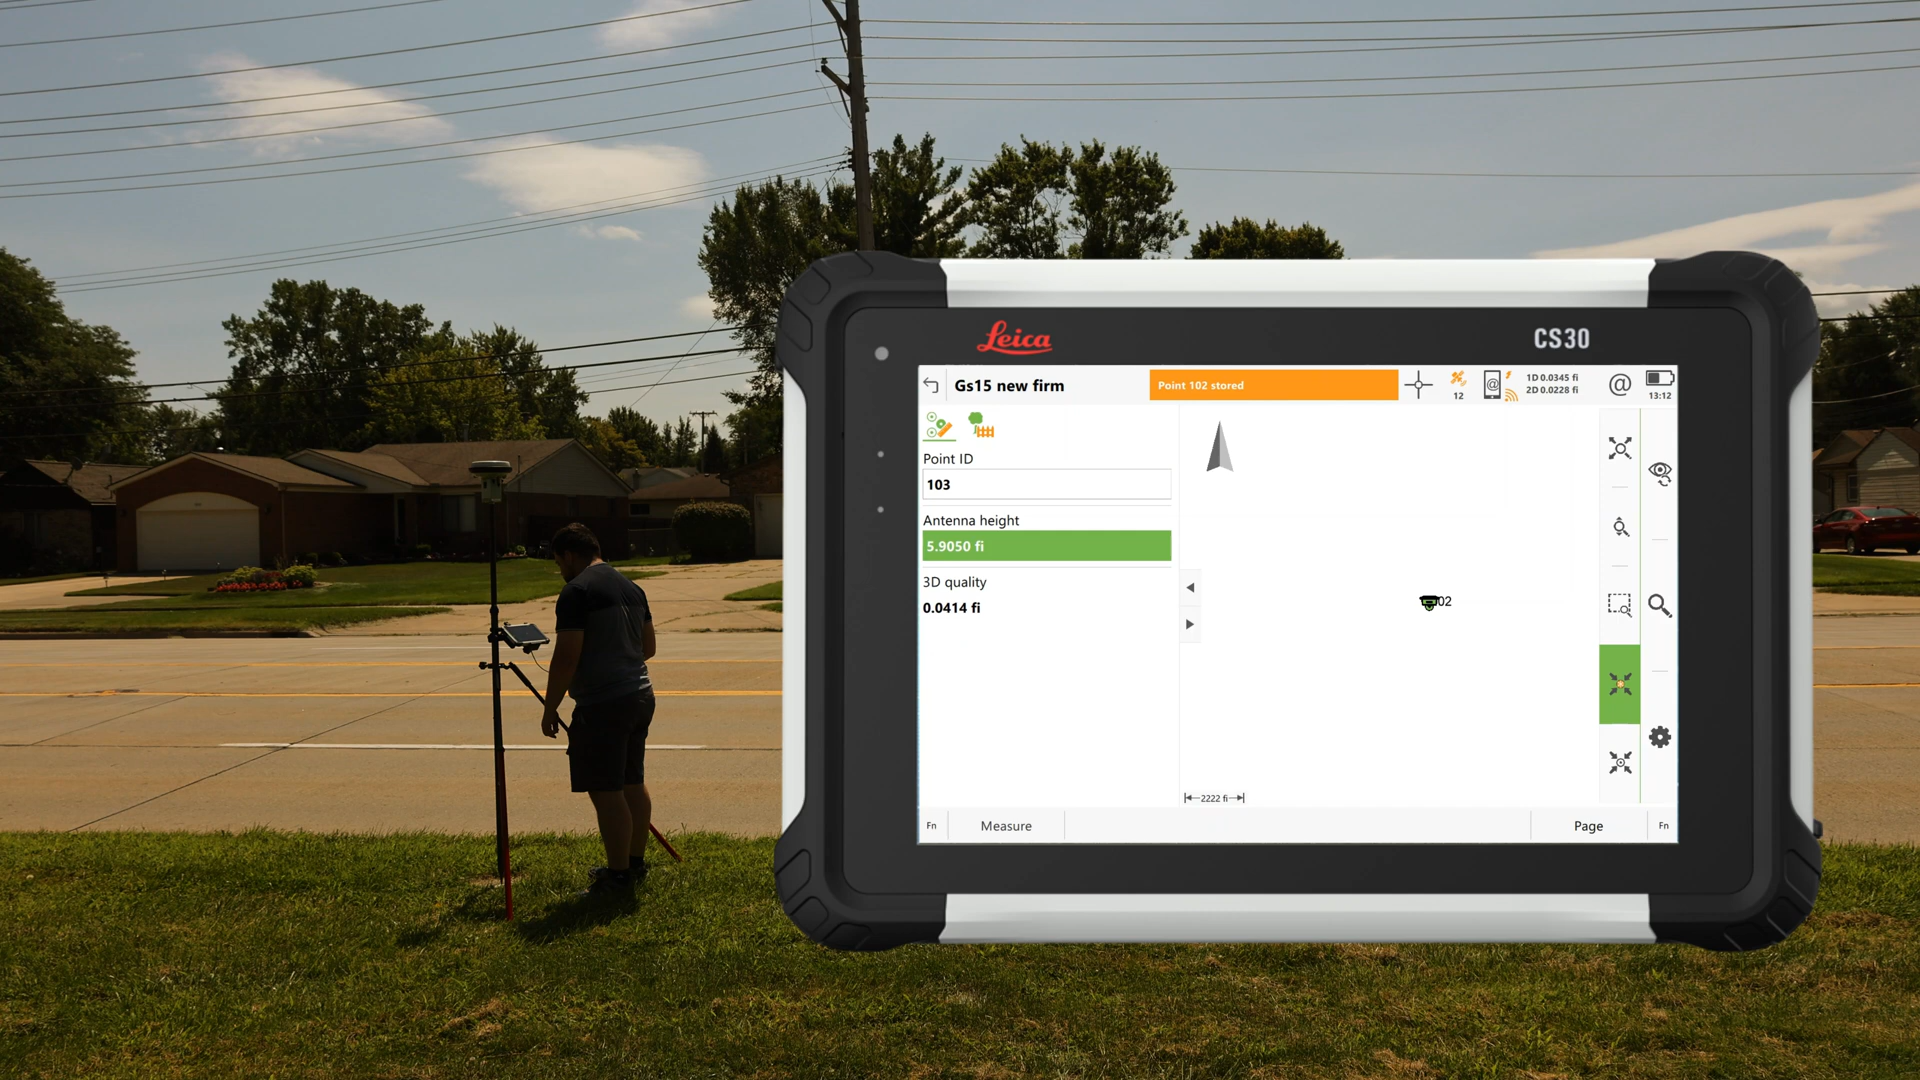 Leica
CS30
Gs15 new firm
Point 102 stored
12
@
1D 0.0345 fi
2D 0.0228 fi
@
13:12
Point ID
103
Antenna height
5.9050 fi
3D quality
0.0414 fi
02
2222 fi
Fn
Measure
Page
Fn